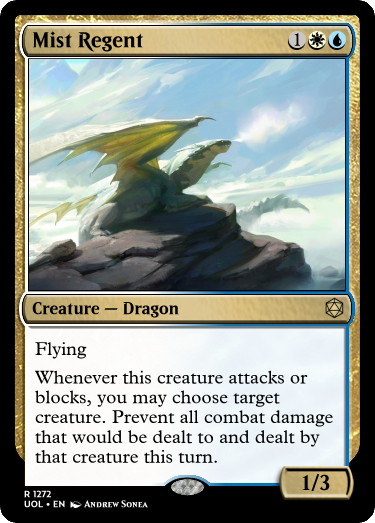 Mist Regent 1
Creature — Dragon
Flying
Whenever this creature attacks or
blocks, you may choose target
creature. Prevent all combat damage
that would be dealt to and dealt by
that creature this turn.
1/3
R 1272
UOL • EN Andrew Sonea